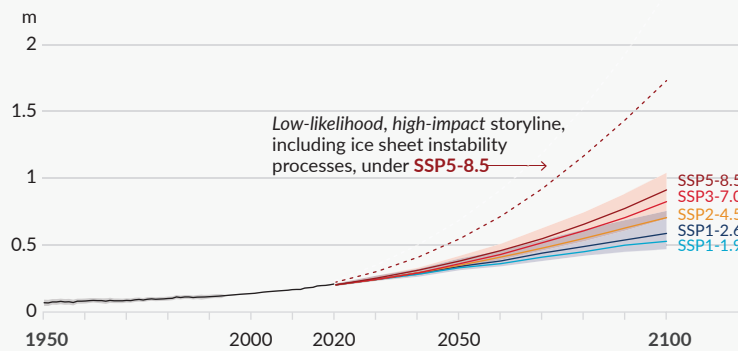 m
2
1.5
Low-likelihood, high-impact storyline,
including ice sheet instability
processes, under SSP5-8.5
1
SSP5-8.5
SSP3-7.0
SSP2-4.5
SSP1-2.6
SSP1-1.9
0.5
0
1950 2000 2020 2050 2100